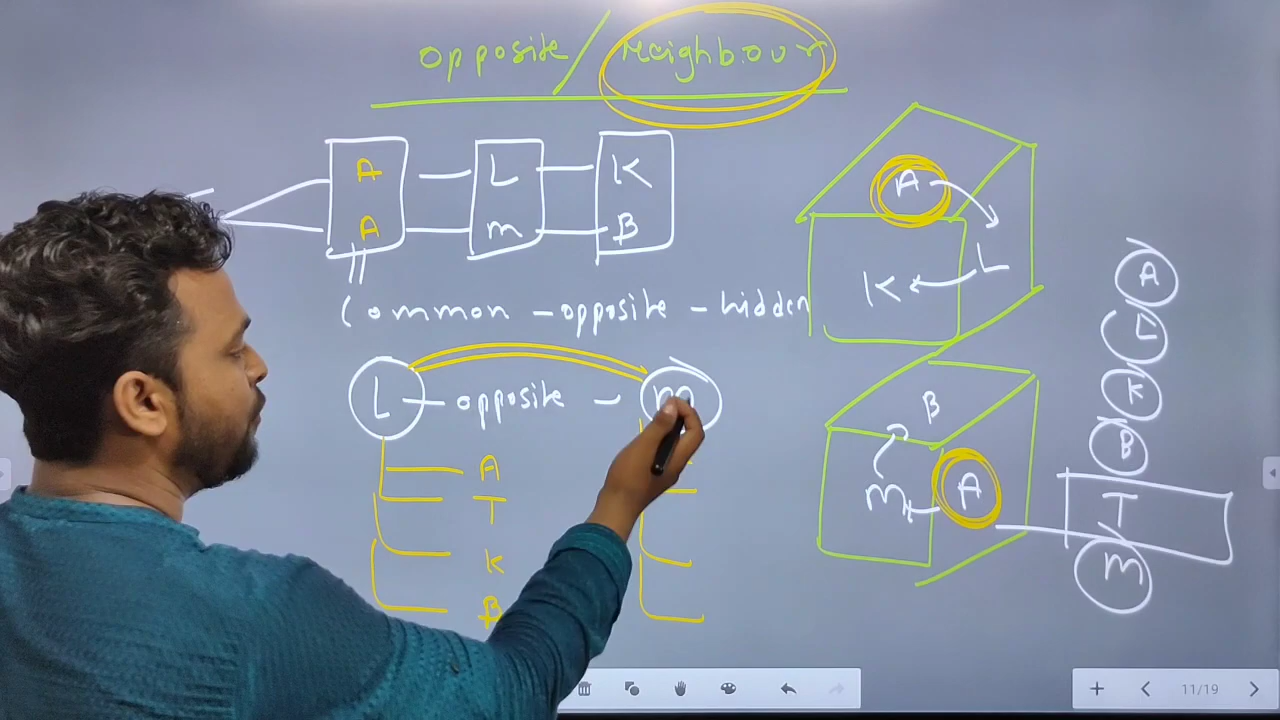 opposite/neighbour
A L K
A m B
Common - opposite - hidden
L - opposite - m
A
T
K
B
A
L
K
B
m
A
A
L
K
B
T
M
11/19